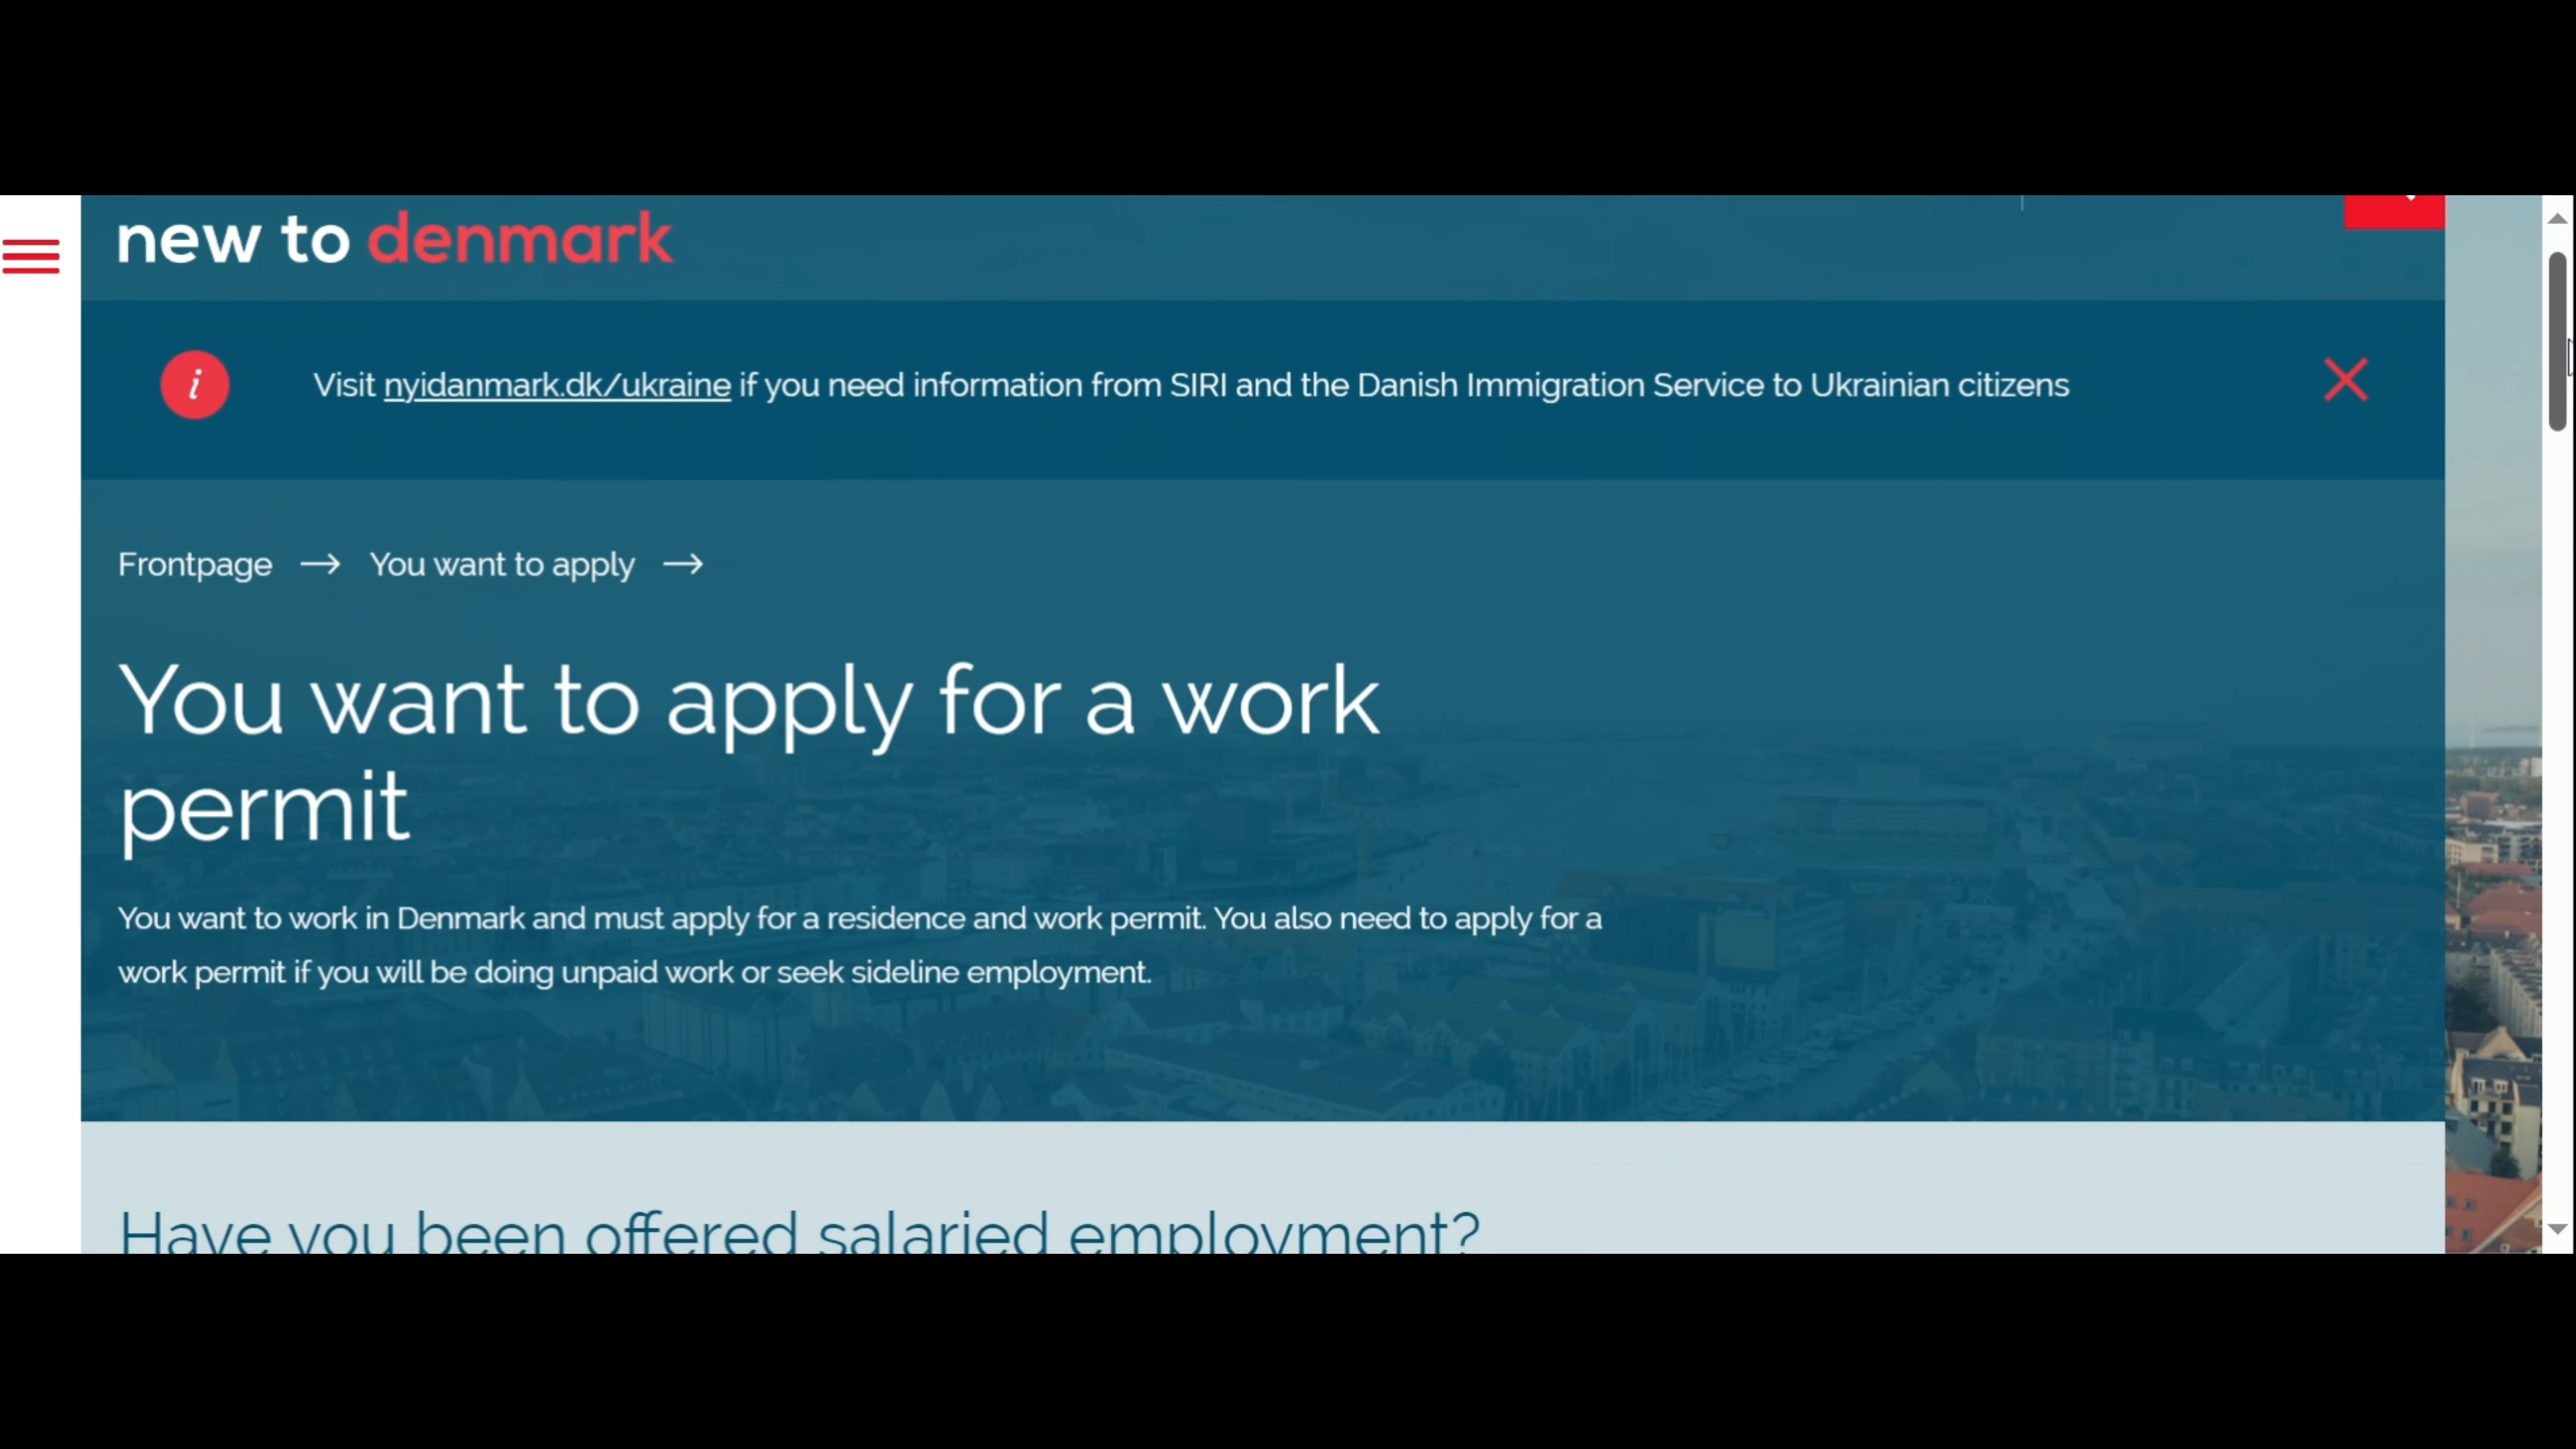 new to denmark
i
Visit nyidanmark.dk/ukraine if you need information from SIRI and the Danish Immigration Service to Ukrainian citizens
Frontpage → You want to apply →
You want to apply for a work
permit
You want to work in Denmark and must apply for a residence and work permit. You also need to apply for a
work permit if you will be doing unpaid work or seek sideline employment.
Have you been offered salaried employment?